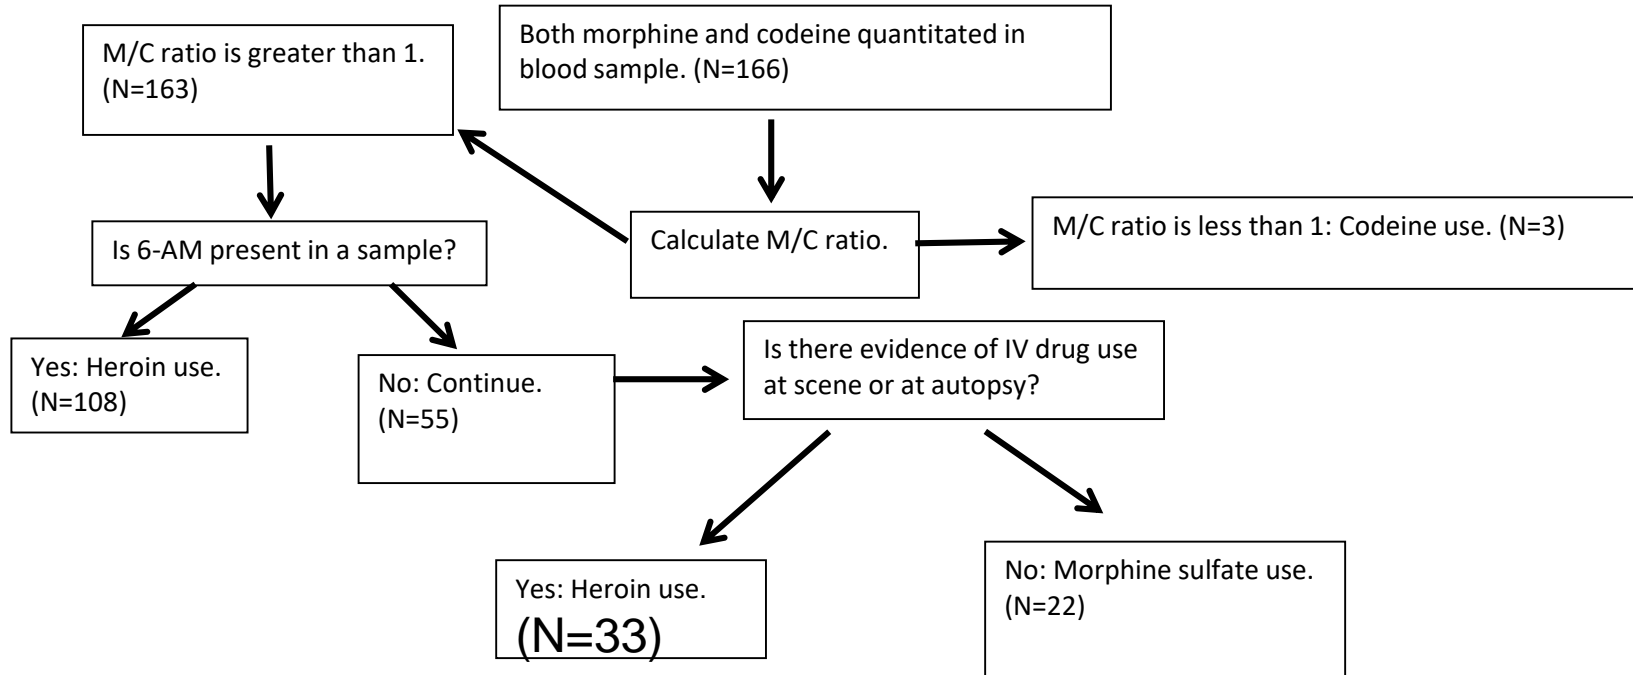 Both morphine and codeine quantitated in
blood sample. (N=166)
Calculate M/C ratio.
M/C ratio is less than 1: Codeine use. (N=3)
M/C ratio is greater than 1.
(N=163)
Is 6-AM present in a sample?
Yes: Heroin use.
(N=108)
No: Continue.
(N=55)
Is there evidence of IV drug use
at scene or at autopsy?
Yes: Heroin use.
(N=33)
No: Morphine sulfate use.
(N=22)